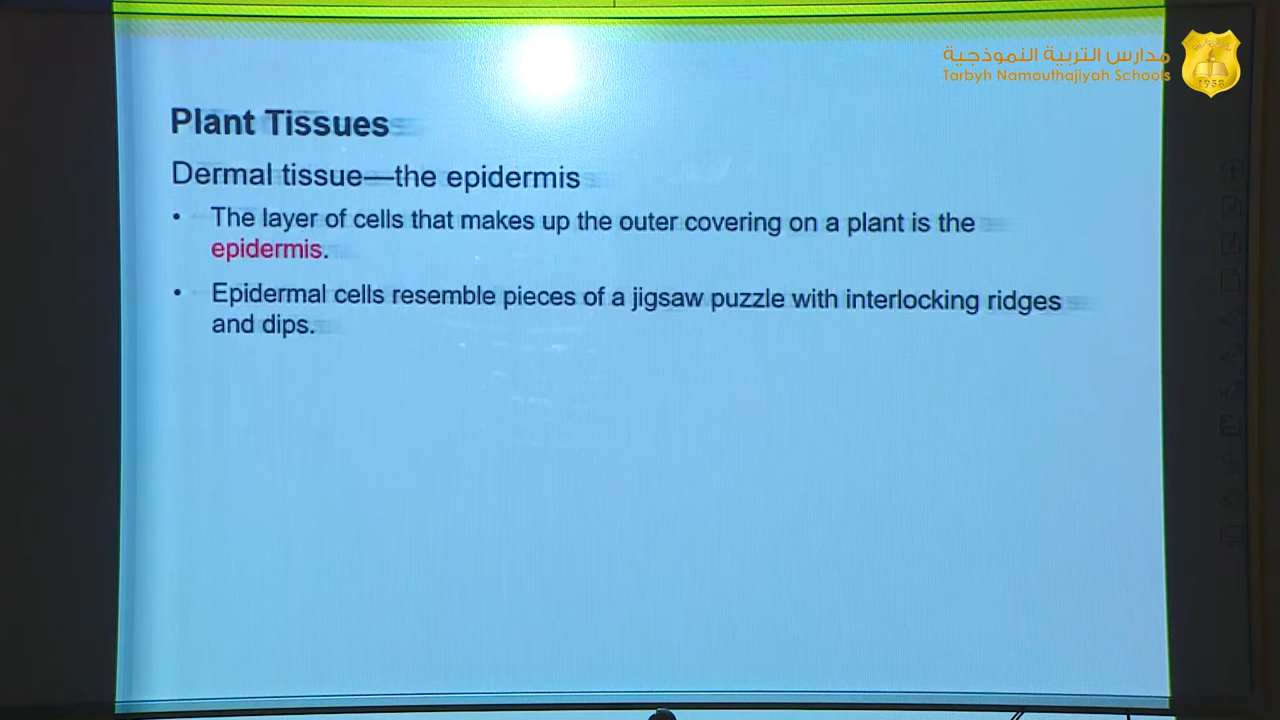 مدارس التربية النموذجية
Tarbyh Namouthajiyah Schools
1958
Plant Tissues
Dermal tissue—the epidermis
• The layer of cells that makes up the outer covering on a plant is the
epidermis.
• Epidermal cells resemble pieces of a jigsaw puzzle with interlocking ridges
and dips.